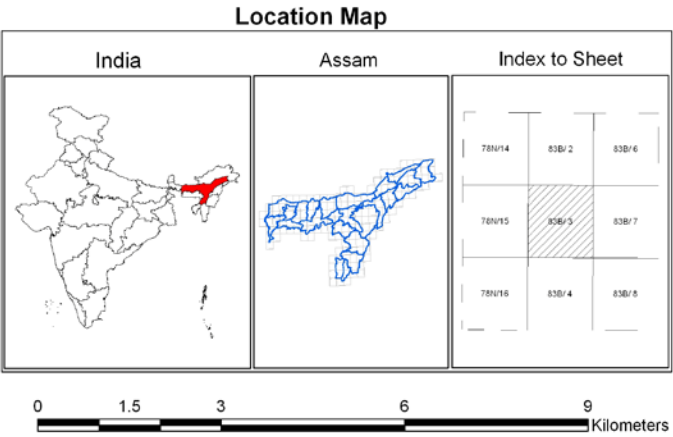 Location Map
India Assam Index to Sheet
78N/14 83B/2 83B/6
78N/15 83B/3 83B/7
78N/16 83B/4 83B/8
0 1.5 3 6 9
Kilometers